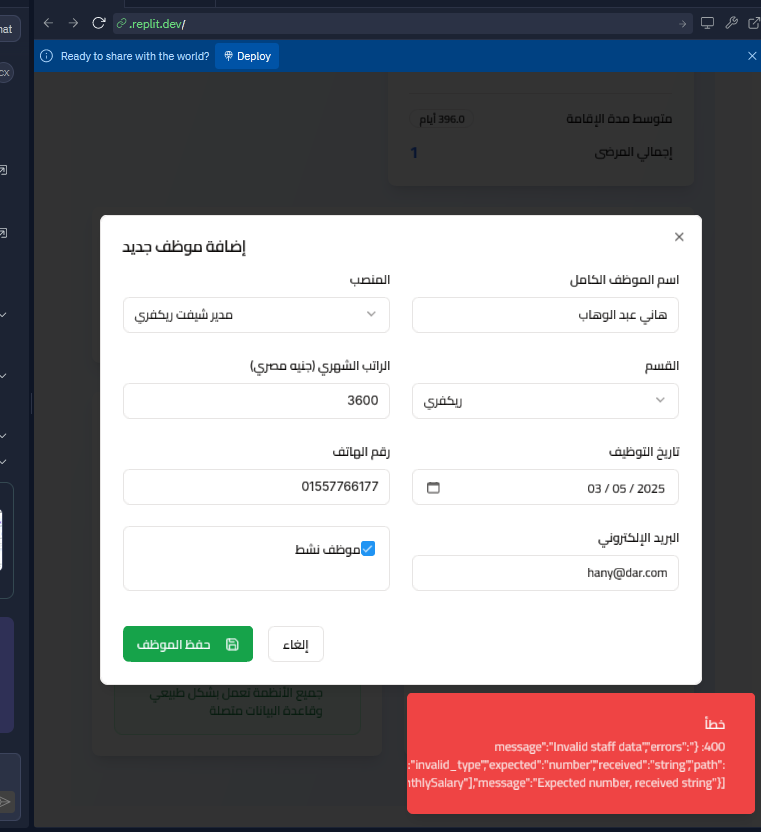 nat
.replit.dev/
Ready to share with the world? Deploy
cx
متوسط مدة الإقامة 396.0 أيام
إجمالي المرضى 1
إضافة موظف جديد
اسم الموظف الكامل
هاني عبد الوهاب
المنصب
مدير شيفت ريكفري
القسم
ريكفري
الراتب الشهري (جنيه مصري)
3600
تاريخ التوظيف
03 / 05 / 2025
رقم الهاتف
01557766177
البريد الإلكتروني
hany@dar.com
موظف نشط
إلغاء
حفظ الموظف
جميع الأنظمة تعمل بشكل طبيعي
وقاعدة البيانات متصلة
خطأ
400: {"message":"Invalid staff data","errors":
:"invalid_type","expected":"number","received":"string","path":
nthlySalary"],"message":"Expected number, received string"}]